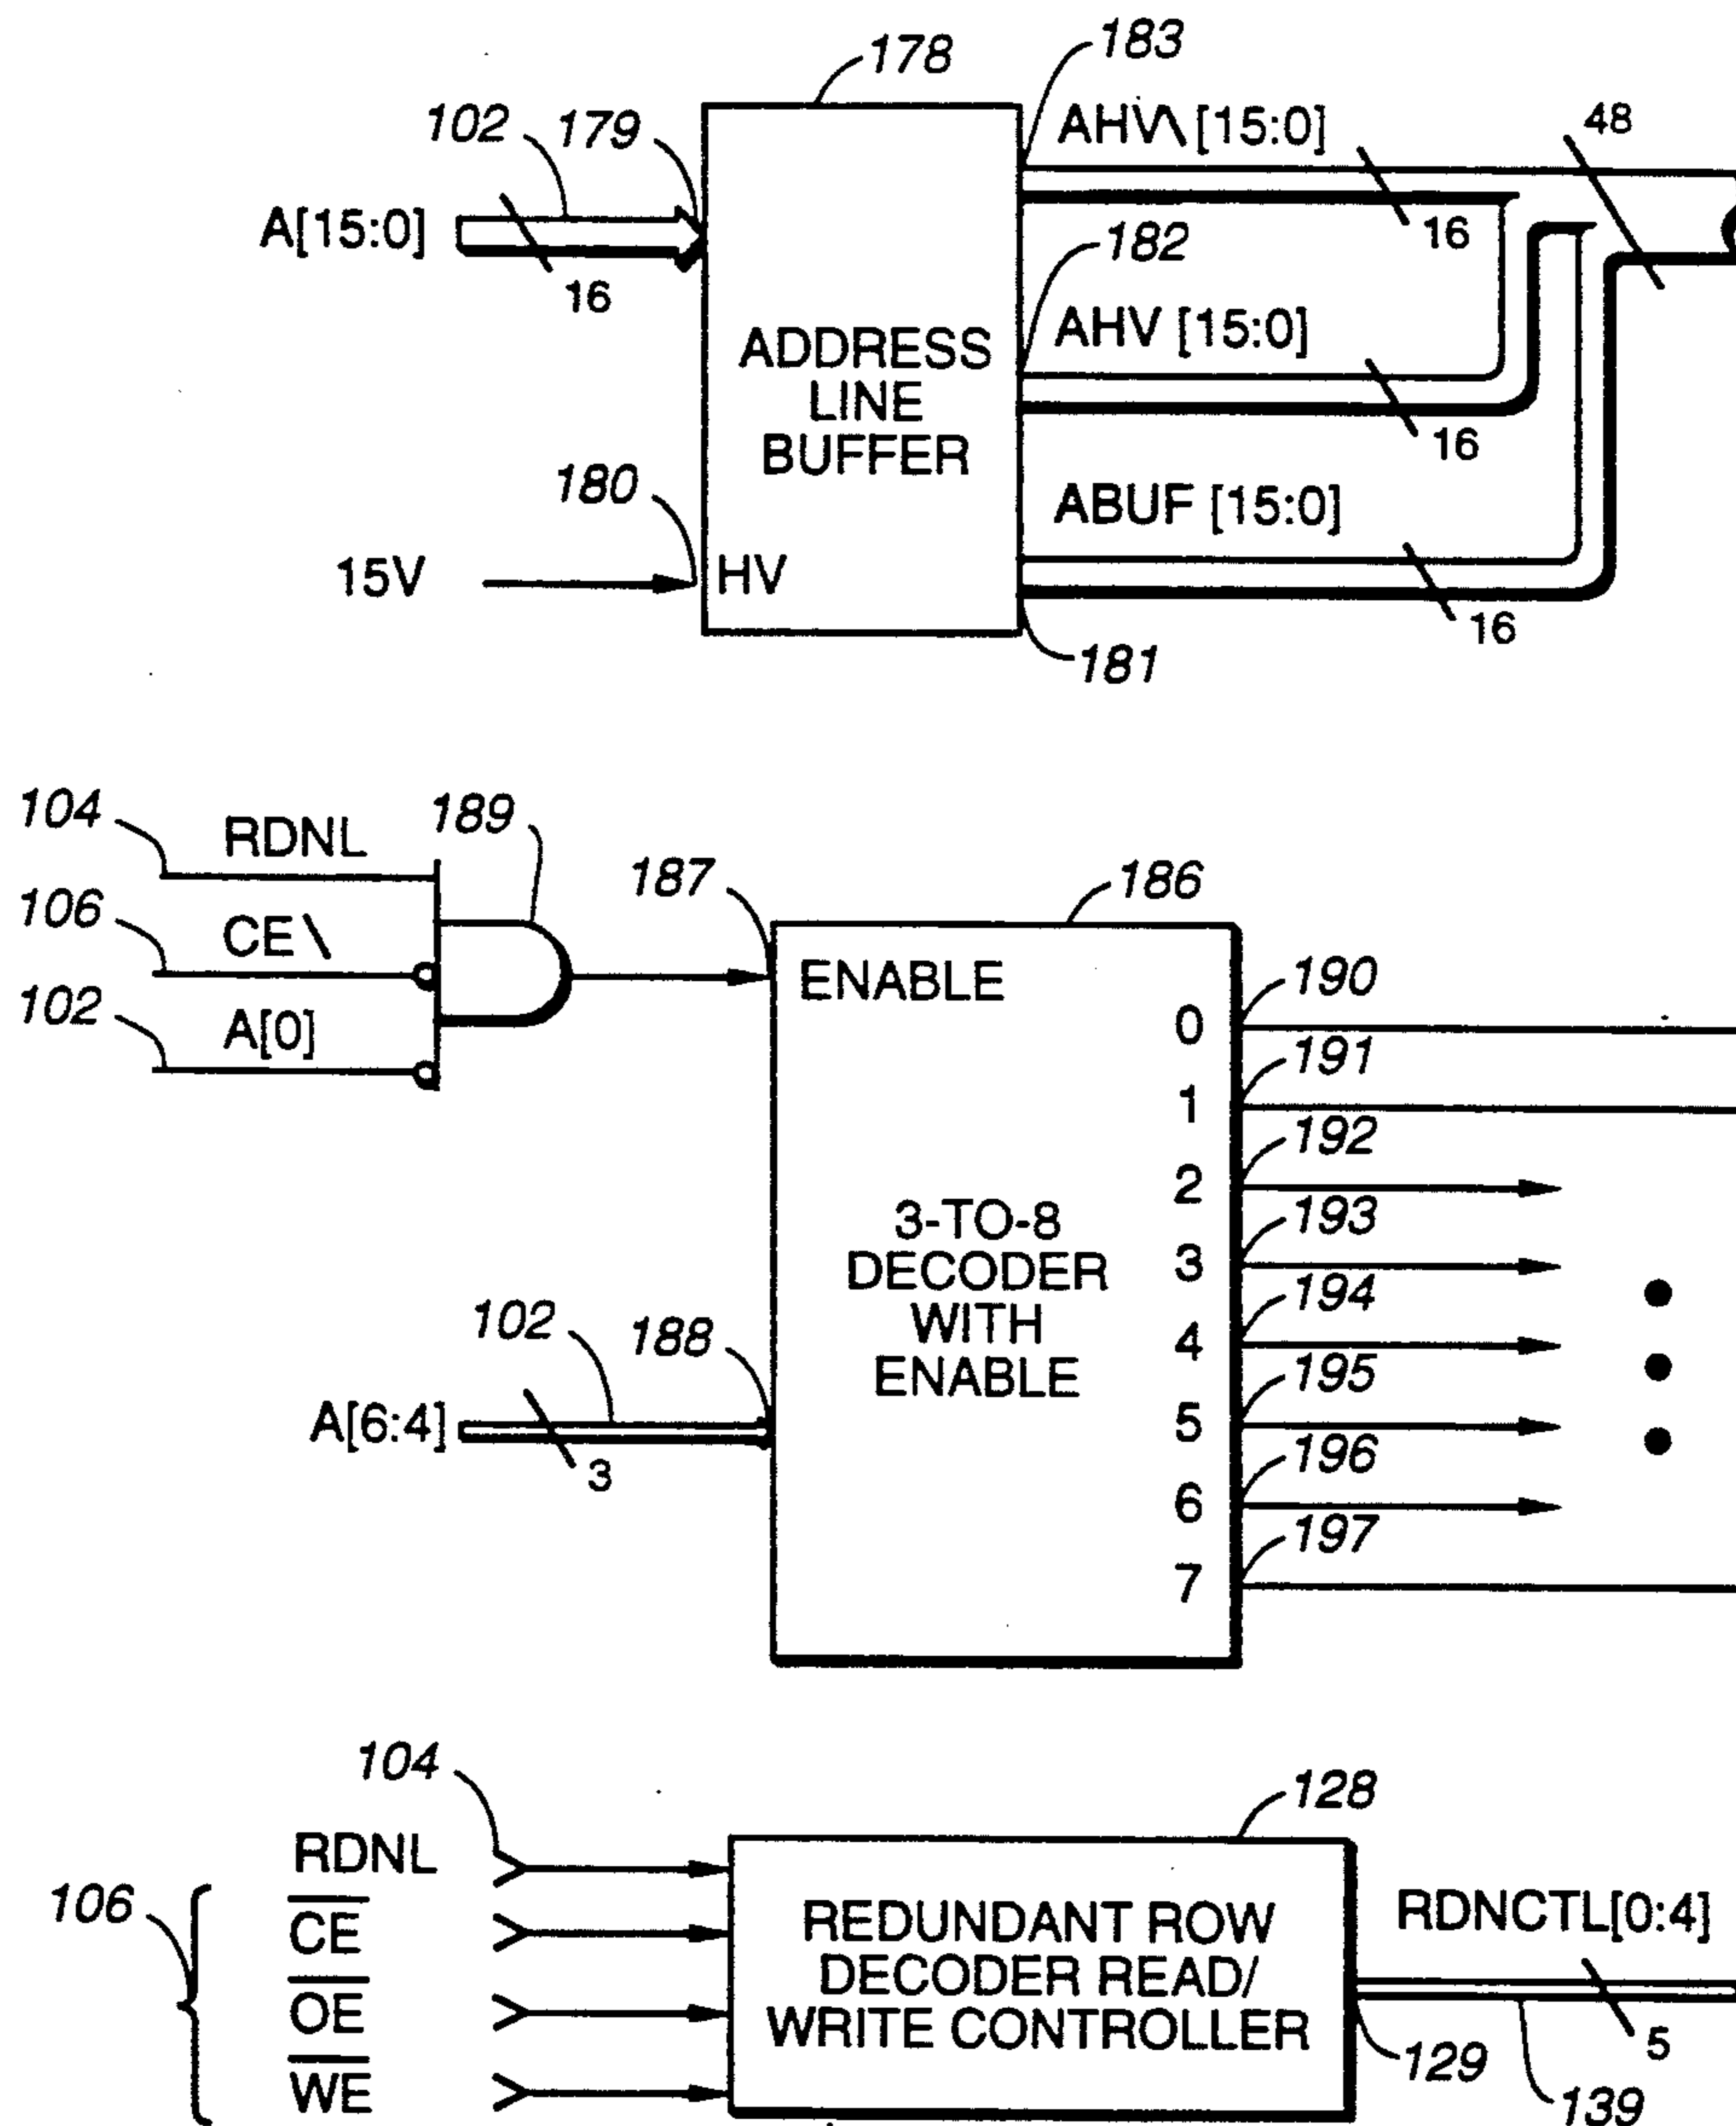 178
183
102
179
AHV\ [15:0]
48
A[15:0]
16
16
182
ADDRESS
LINE
BUFFER
AHV [15:0]
16
180
ABUF [15:0]
15V
HV
16
181
104
RDNL
189
187
186
106
CE\
ENABLE
190
102
A[0]
0
191
1
192
2
193
3-TO-8
DECODER
WITH
ENABLE
3
194
102
188
4
195
A[6:4]
5
3
196
6
197
7
104
128
RDNL
106
CE
OE
WE
REDUNDANT ROW
DECODER READ/
WRITE CONTROLLER
RDNCTL[0:4]
5
129
139